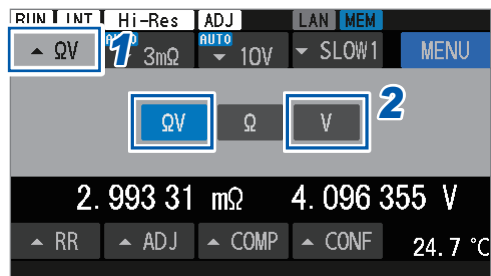 RUN INT Hi-Res ADJ LAN MEM
ΩV 1 AUTO 3mΩ AUTO 10V SLOW1 MENU
ΩV Ω V 2
2.993 31 mΩ 4.096 355 V
RR ADJ COMP CONF 24.7 °C